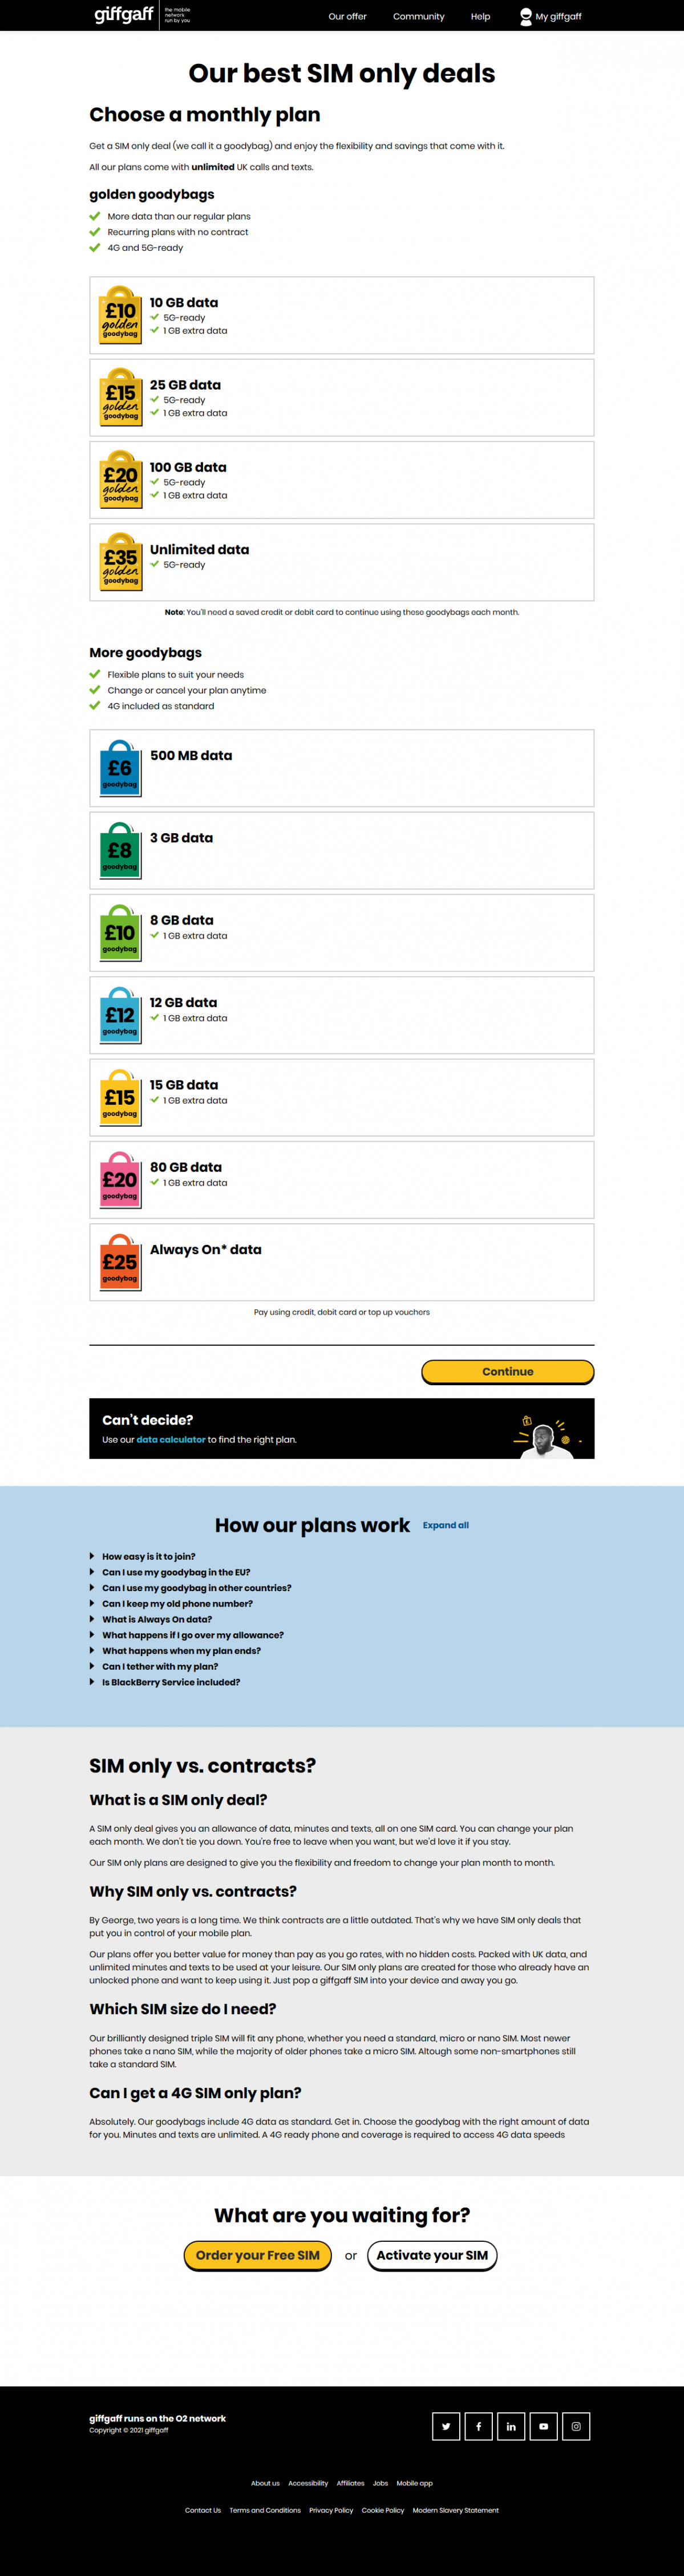 giffgaff
the mobile
network
run by you
Our offer
Community
Help
My giffgaff
Our best SIM only deals
Choose a monthly plan
Get a SIM only deal (we call it a goodybag) and enjoy the flexibility and savings that come with it.
All our plans come with unlimited UK calls and texts.
golden goodybags
More data than our regular plans
Recurring plans with no contract
4G and 5G-ready
£10
golden
goodybag
10 GB data
5G-ready
1 GB extra data
£15
golden
goodybag
25 GB data
5G-ready
1 GB extra data
£20
golden
goodybag
100 GB data
5G-ready
1 GB extra data
£35
golden
goodybag
Unlimited data
5G-ready
Note: You'll need a saved credit or debit card to continue using these goodybags each month.
More goodybags
Flexible plans to suit your needs
Change or cancel your plan anytime
4G included as standard
£6
goodybag
500 MB data
£8
goodybag
3 GB data
£10
goodybag
8 GB data
1 GB extra data
£12
goodybag
12 GB data
1 GB extra data
£15
goodybag
15 GB data
1 GB extra data
£20
goodybag
80 GB data
1 GB extra data
£25
goodybag
Always On* data
Pay using credit, debit card or top up vouchers
Continue
Can't decide?
Use our data calculator to find the right plan.
How our plans work
Expand all
How easy is it to join?
Can I use my goodybag in the EU?
Can I use my goodybag in other countries?
Can I keep my old phone number?
What is Always On data?
What happens if I go over my allowance?
What happens when my plan ends?
Can I tether with my plan?
Is BlackBerry Service included?
SIM only vs. contracts?
What is a SIM only deal?
A SIM only deal gives you an allowance of data, minutes and texts, all on one SIM card. You can change your plan
each month. We don't tie you down. You're free to leave when you want, but we'd love it if you stay.
Our SIM only plans are designed to give you the flexibility and freedom to change your plan month to month.
Why SIM only vs. contracts?
By George, two years is a long time. We think contracts are a little outdated. That's why we have SIM only deals that
put you in control of your mobile plan.
Our plans offer you better value for money than pay as you go rates, with no hidden costs. Packed with UK data, and
unlimited minutes and texts to be used at your leisure. Our SIM only plans are created for those who already have an
unlocked phone and want to keep using it. Just pop a giffgaff SIM into your device and away you go.
Which SIM size do I need?
Our brilliantly designed triple SIM will fit any phone, whether you need a standard, micro or nano SIM. Most newer
phones take a nano SIM, while the majority of older phones take a micro SIM. Altough some non-smartphones still
take a standard SIM.
Can I get a 4G SIM only plan?
Absolutely. Our goodybags include 4G data as standard. Get in. Choose the goodybag with the right amount of data
for you. Minutes and texts are unlimited. A 4G ready phone and coverage is required to access 4G data speeds
What are you waiting for?
Order your Free SIM
or
Activate your SIM
giffgaff runs on the O2 network
Copyright © 2021 giffgaff
About us
Accessibility
Affiliates
Jobs
Mobile app
Contact Us
Terms and Conditions
Privacy Policy
Cookie Policy
Modern Slavery Statement